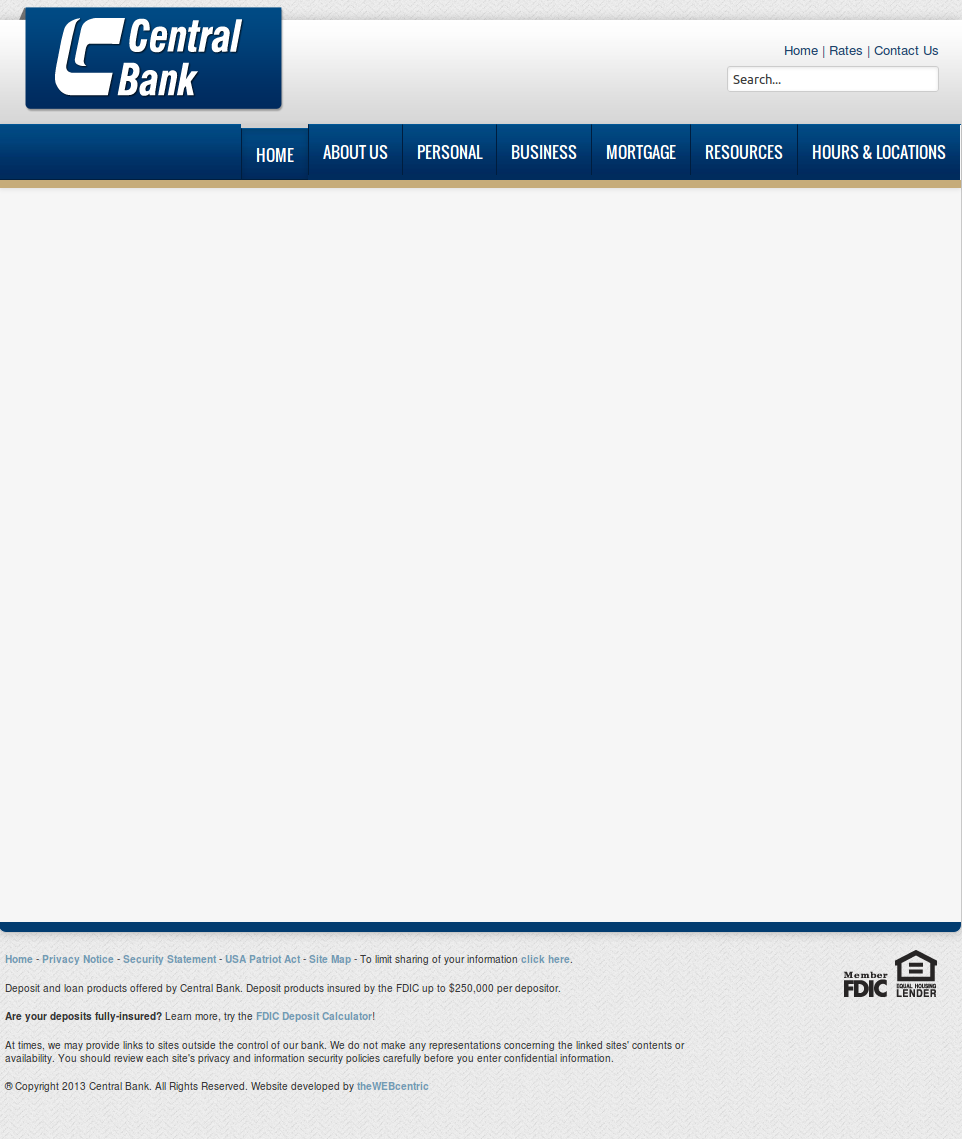 Central
Bank
Home | Rates | Contact Us
Search...
HOME ABOUT US PERSONAL BUSINESS MORTGAGE RESOURCES HOURS & LOCATIONS
Home - Privacy Notice - Security Statement - USA Patriot Act - Site Map - To limit sharing of your information click here.
Member
FDIC
EQUAL HOUSING
LENDER
Deposit and loan products offered by Central Bank. Deposit products insured by the FDIC up to $250,000 per depositor.
Are your deposits fully-insured? Learn more, try the FDIC Deposit Calculator!
At times, we may provide links to sites outside the control of our bank. We do not make any representations concerning the linked sites' contents or
availability. You should review each site's privacy and information security policies carefully before you enter confidential information.
® Copyright 2013 Central Bank. All Rights Reserved. Website developed by theWEBcentric